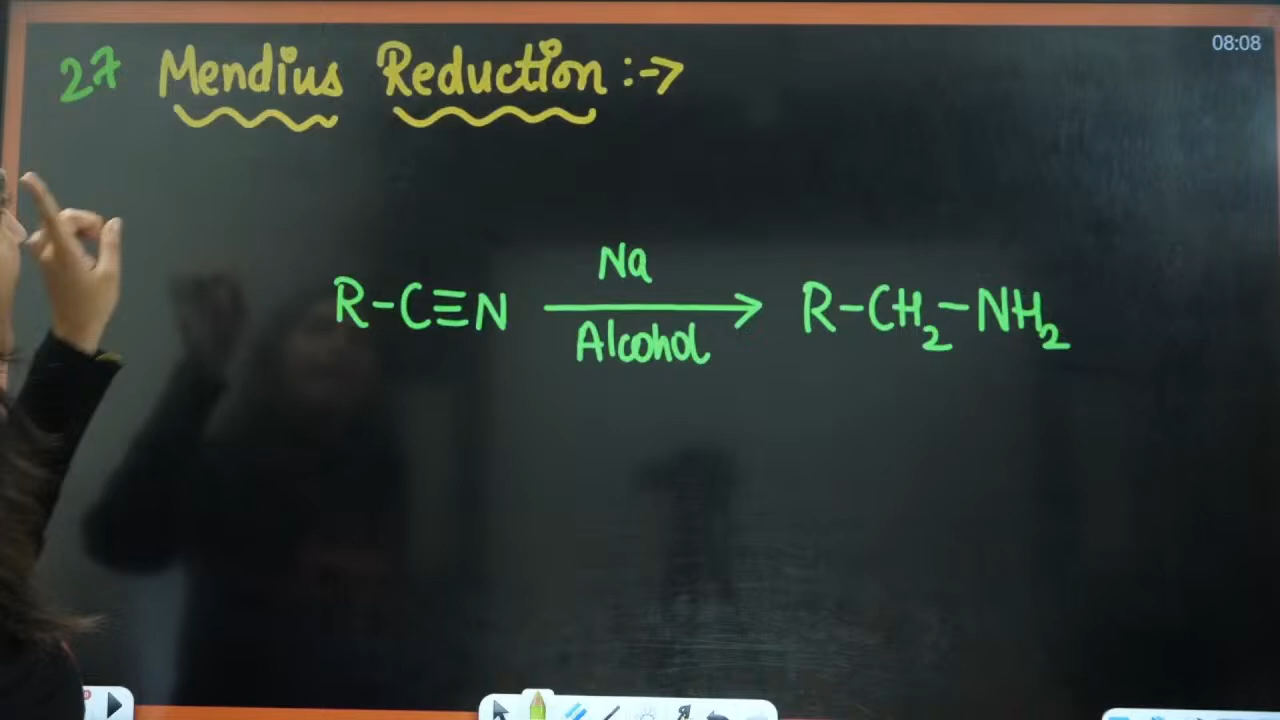 08:08
27 Mendius Reduction :->
Na
R-C≡N ⟶ R-CH₂-NH₂
Alcohol